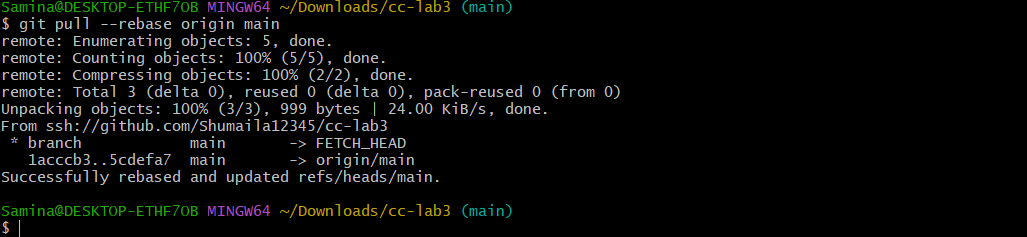 Samina@DESKTOP-ETHF7OB MINGW64 ~/Downloads/cc-lab3 (main)
$ git pull --rebase origin main
remote: Enumerating objects: 5, done.
remote: Counting objects: 100% (5/5), done.
remote: Compressing objects: 100% (2/2), done.
remote: Total 3 (delta 0), reused 0 (delta 0), pack-reused 0 (from 0)
Unpacking objects: 100% (3/3), 999 bytes | 24.00 KiB/s, done.
From ssh://github.com/Shumaila12345/cc-lab3
 * branch            main       -> FETCH_HEAD
   1acccb3..5cdefa7  main       -> origin/main
Successfully rebased and updated refs/heads/main.
Samina@DESKTOP-ETHF7OB MINGW64 ~/Downloads/cc-lab3 (main)
$